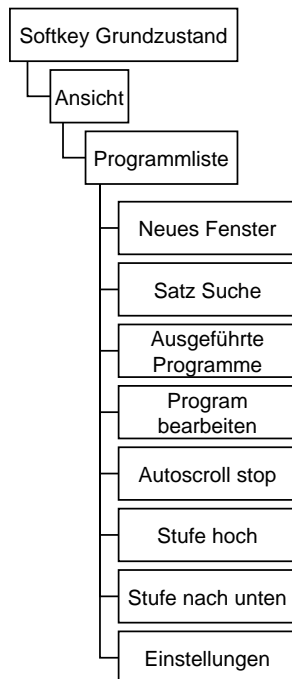 Softkey Grundzustand
Ansicht
Programmliste
Neues Fenster
Satz Suche
Ausgeführte
Programme
Program
bearbeiten
Autoscroll stop
Stufe hoch
Stufe nach unten
Einstellungen